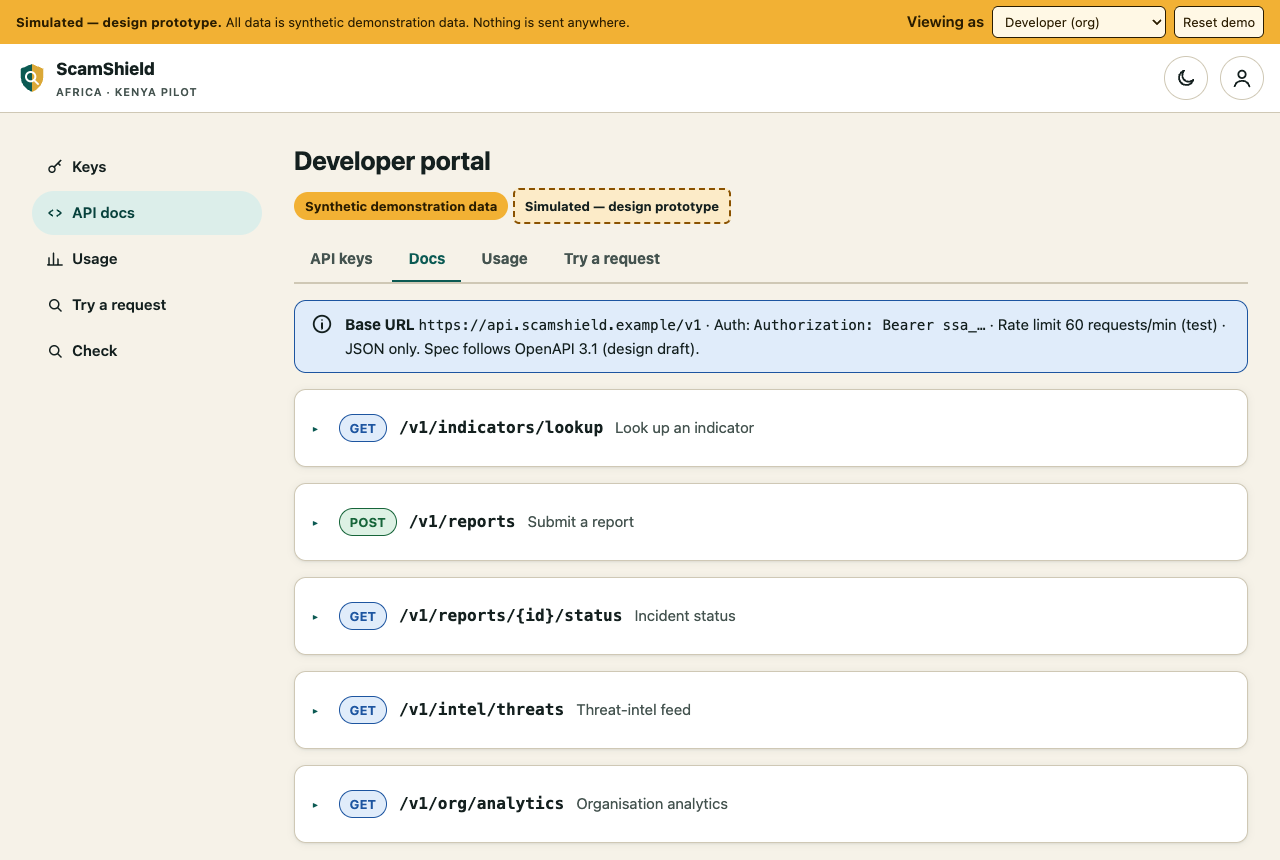 Simulated — design prototype. All data is synthetic demonstration data. Nothing is sent anywhere.
Viewing as Developer (org) Reset demo
ScamShield
AFRICA · KENYA PILOT
Keys
API docs
Usage
Try a request
Check
Developer portal
Synthetic demonstration data Simulated — design prototype
API keys Docs Usage Try a request
Base URL https://api.scamshield.example/v1 · Auth: Authorization: Bearer ssa_… · Rate limit 60 requests/min (test) ·
JSON only. Spec follows OpenAPI 3.1 (design draft).
GET /v1/indicators/lookup Look up an indicator
POST /v1/reports Submit a report
GET /v1/reports/{id}/status Incident status
GET /v1/intel/threats Threat-intel feed
GET /v1/org/analytics Organisation analytics